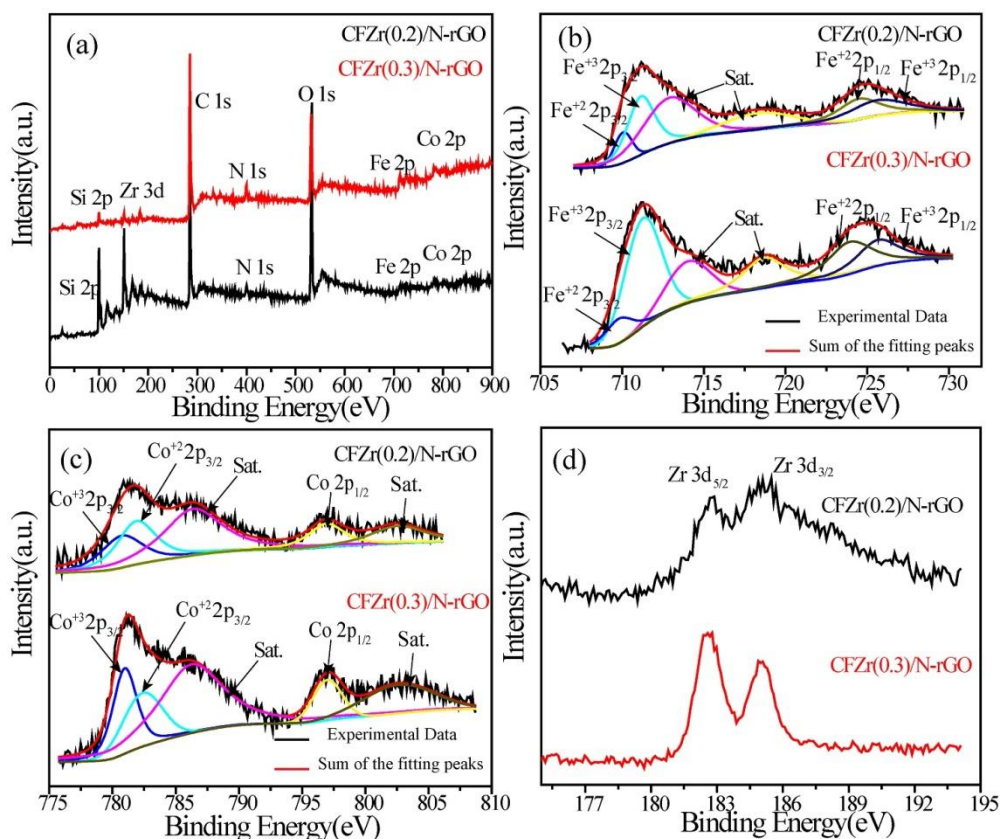 (a)
CFZr(0.2)/N-rGO
CFZr(0.3)/N-rGO
C 1s
O 1s
N 1s
Fe 2p
Co 2p
Si 2p
Zr 3d
Si 2p
N 1s
Fe 2p
Co 2p
Intensity(a.u.)
0 100 200 300 400 500 600 700 800 900
Binding Energy(eV)
(b)
CFZr(0.2)/N-rGO
Fe+3 2p3/2
Sat.
Fe+2 2p1/2
Fe+3 2p1/2
Fe+2 2p3/2
CFZr(0.3)/N-rGO
Fe+3 2p3/2
Sat.
Fe+2 2p1/2
Fe+3 2p1/2
Fe+2 2p3/2
Experimental Data
Sum of the fitting peaks
Intensity(a.u.)
705 710 715 720 725 730
Binding Energy(eV)
(c)
CFZr(0.2)/N-rGO
Co+2 2p3/2
Sat.
Co+3 2p3/2
Co 2p1/2
Sat.
CFZr(0.3)/N-rGO
Co+3 2p3/2
Co+2 2p3/2
Sat.
Co 2p1/2
Sat.
Experimental Data
Sum of the fitting peaks
Intensity(a.u.)
775 780 785 790 795 800 805 810
Binding Energy(eV)
(d)
Zr 3d5/2
Zr 3d3/2
CFZr(0.2)/N-rGO
CFZr(0.3)/N-rGO
Intensity(a.u.)
177 180 183 186 189 192 195
Binding Energy(eV)